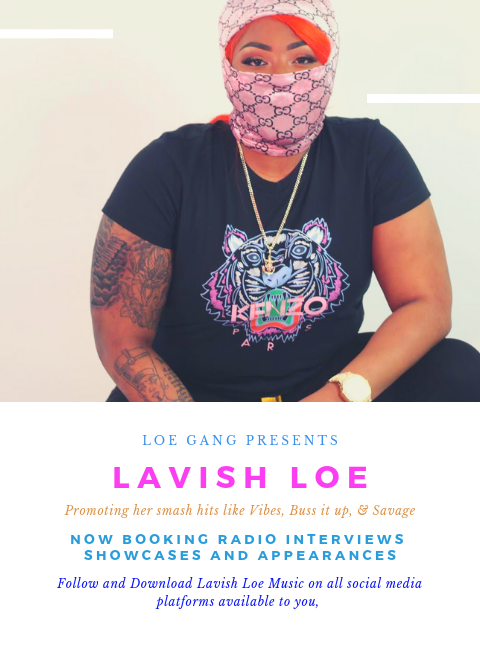 KENZO
PARIS
LOE GANG PRESENTS
LAVISH LOE
Promoting her smash hits like Vibes, Buss it up, & Savage
NOW BOOKING RADIO INTERVIEWS
SHOWCASES AND APPEARANCES
Follow and Download Lavish Loe Music on all social media
platforms available to you,